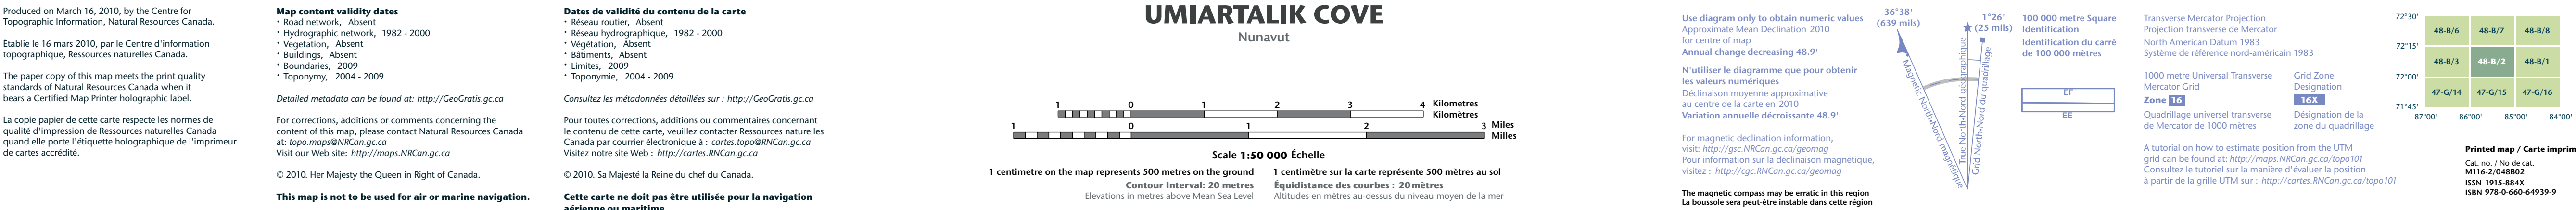 Produced on March 16, 2010, by the Centre for
Topographic Information, Natural Resources Canada.
Établie le 16 mars 2010, par le Centre d'information
topographique, Ressources naturelles Canada.
The paper copy of this map meets the print quality
standards of Natural Resources Canada when it
bears a Certified Map Printer holographic label.
La copie papier de cette carte respecte les normes de
qualité d'impression de Ressources naturelles Canada
quand elle porte l'étiquette holographique de l'imprimeur
de cartes accrédité.
Map content validity dates
• Road network, Absent
• Hydrographic network, 1982 - 2000
• Vegetation, Absent
• Buildings, Absent
• Boundaries, 2009
• Toponymy, 2004 - 2009
Detailed metadata can be found at: http://GeoGratis.gc.ca
For corrections, additions or comments concerning the
content of this map, please contact Natural Resources Canada
at: topo.maps@NRCan.gc.ca
Visit our Web site: http://maps.NRCan.gc.ca
© 2010. Her Majesty the Queen in Right of Canada.
This map is not to be used for air or marine navigation.
Dates de validité du contenu de la carte
• Réseau routier, Absent
• Réseau hydrographique, 1982 - 2000
• Végétation, Absent
• Bâtiments, Absent
• Limites, 2009
• Toponymie, 2004 - 2009
Consultez les métadonnées détaillées sur : http://GeoGratis.gc.ca
Pour toutes corrections, additions ou commentaires concernant
le contenu de cette carte, veuillez contacter Ressources naturelles
Canada par courrier électronique à : cartes.topo@RNCan.gc.ca
Visitez notre site Web : http://cartes.RNCan.gc.ca
© 2010. Sa Majesté la Reine du chef du Canada.
Cette carte ne doit pas être utilisée pour la navigation
aérienne ou maritime.
UMIARTALIK COVE
Nunavut
1 0 1 2 3 4 Kilometres
Kilomètres
1 0 1 2 3 Miles
Milles
Scale 1:50 000 Échelle
1 centimetre on the map represents 500 metres on the ground
1 centimètre sur la carte représente 500 mètres au sol
Contour Interval: 20 metres
Équidistance des courbes : 20 mètres
Elevations in metres above Mean Sea Level
Altitudes en mètres au-dessus du niveau moyen de la mer
Use diagram only to obtain numeric values
Approximate Mean Declination 2010
for centre of map
Annual change decreasing 48.9'
N'utiliser le diagramme que pour obtenir
les valeurs numériques
Déclinaison moyenne approximative
au centre de la carte en 2010
Variation annuelle décroissante 48.9'
For magnetic declination information,
visit: http://gsc.NRCan.gc.ca/geomag
Pour information sur la déclinaison magnétique,
visitez : http://cgc.RNCan.gc.ca/geomag
The magnetic compass may be erratic in this region
La boussole sera peut-être instable dans cette région
36°38'
(639 mils)
1°26'
(25 mils)
Magnetic North•Nord magnétique
True North•Nord géographique
Grid North•Nord du quadrillage
100 000 metre Square
Identification
Identification du carré
de 100 000 mètres
EF
EE
Transverse Mercator Projection
Projection transverse de Mercator
North American Datum 1983
Système de référence nord-américain 1983
1000 metre Universal Transverse
Mercator Grid
Zone 16
Quadrillage universel transverse
de Mercator de 1000 mètres
Grid Zone
Designation
16X
Désignation de la
zone du quadrillage
A tutorial on how to estimate position from the UTM
grid can be found at: http://maps.NRCan.gc.ca/topo101
Consultez le tutoriel sur la manière d'évaluer la position
à partir de la grille UTM sur : http://cartes.RNCan.gc.ca/topo101
72°30'
48-B/6 48-B/7 48-B/8
72°15'
48-B/3 48-B/2 48-B/1
72°00'
47-G/14 47-G/15 47-G/16
71°45'
87°00' 86°00' 85°00' 84°00'
Printed map / Carte imprim
Cat. no. / No de cat.
M116-2/048B02
ISSN 1915-884X
ISBN 978-0-660-64939-9